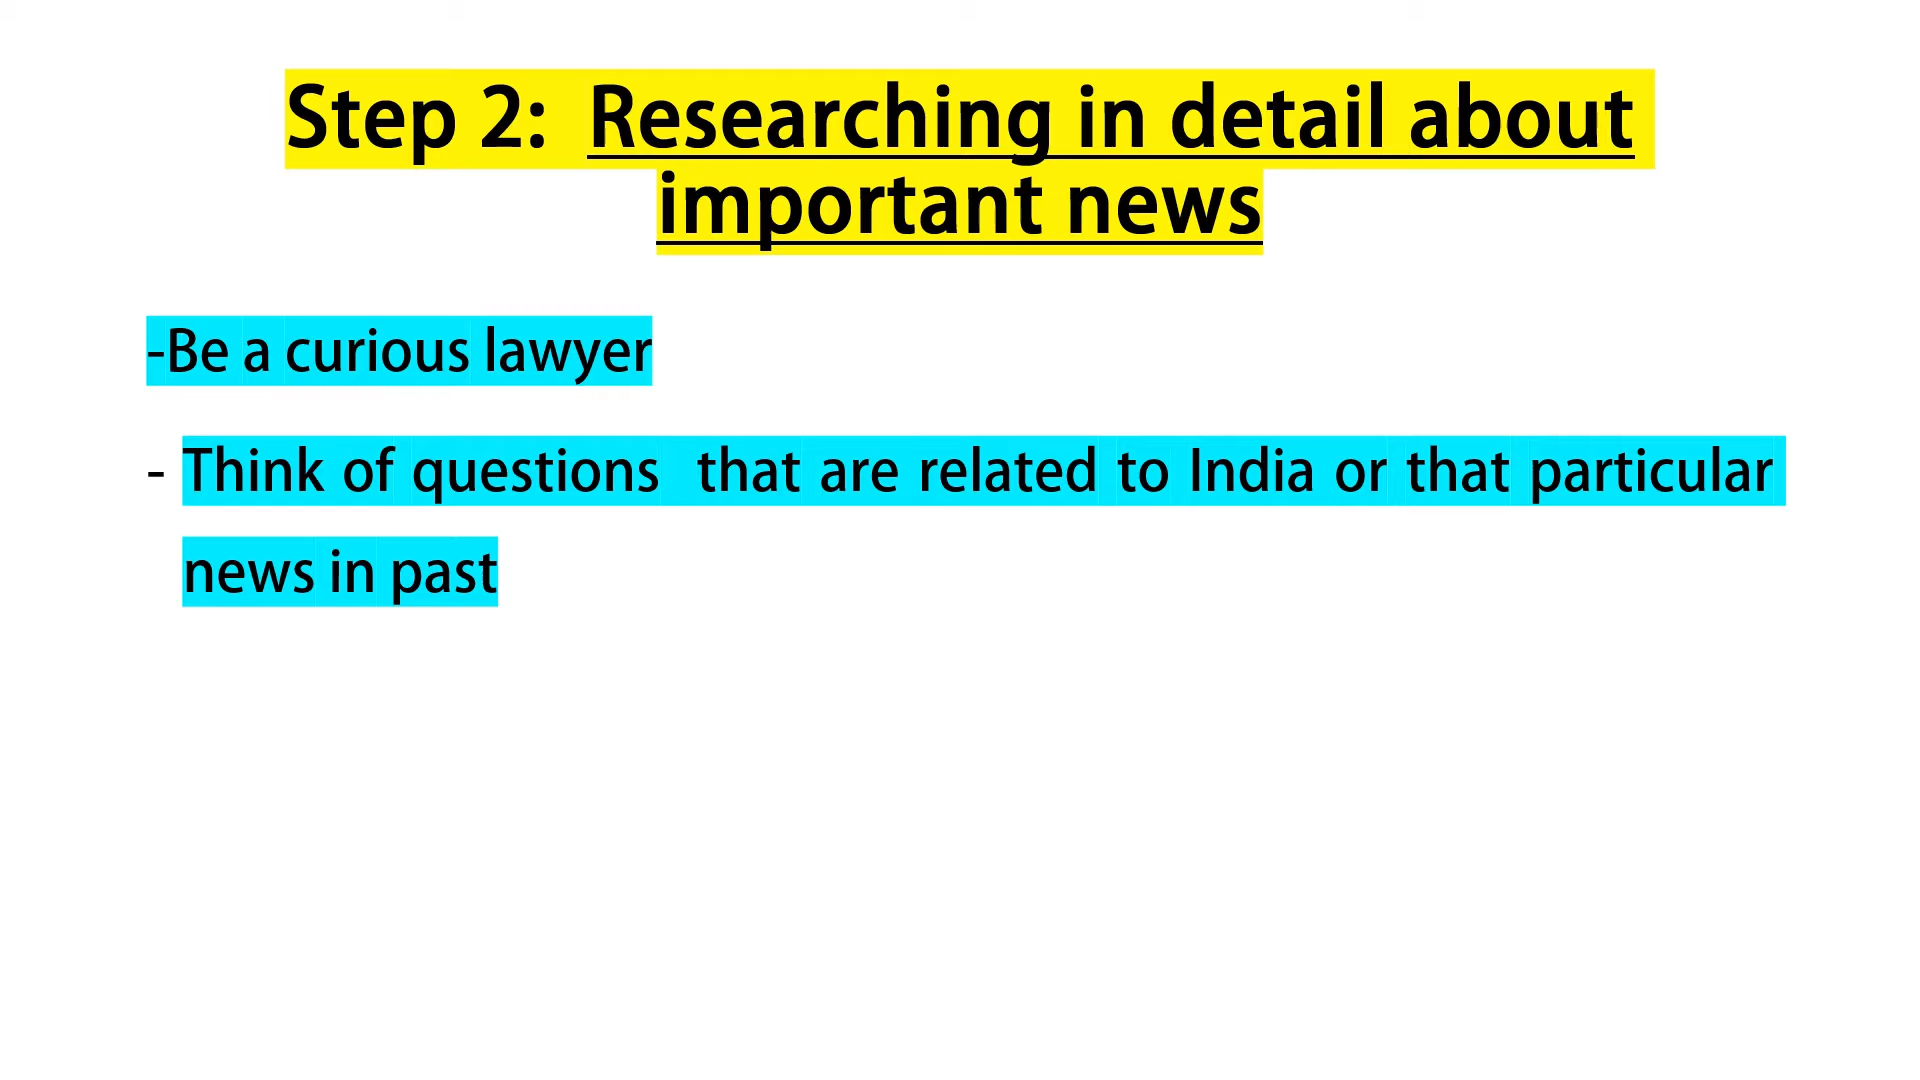 Step 2:  Researching in detail about
important news
-Be a curious lawyer
- Think of questions  that are related to India or that particular
news in past